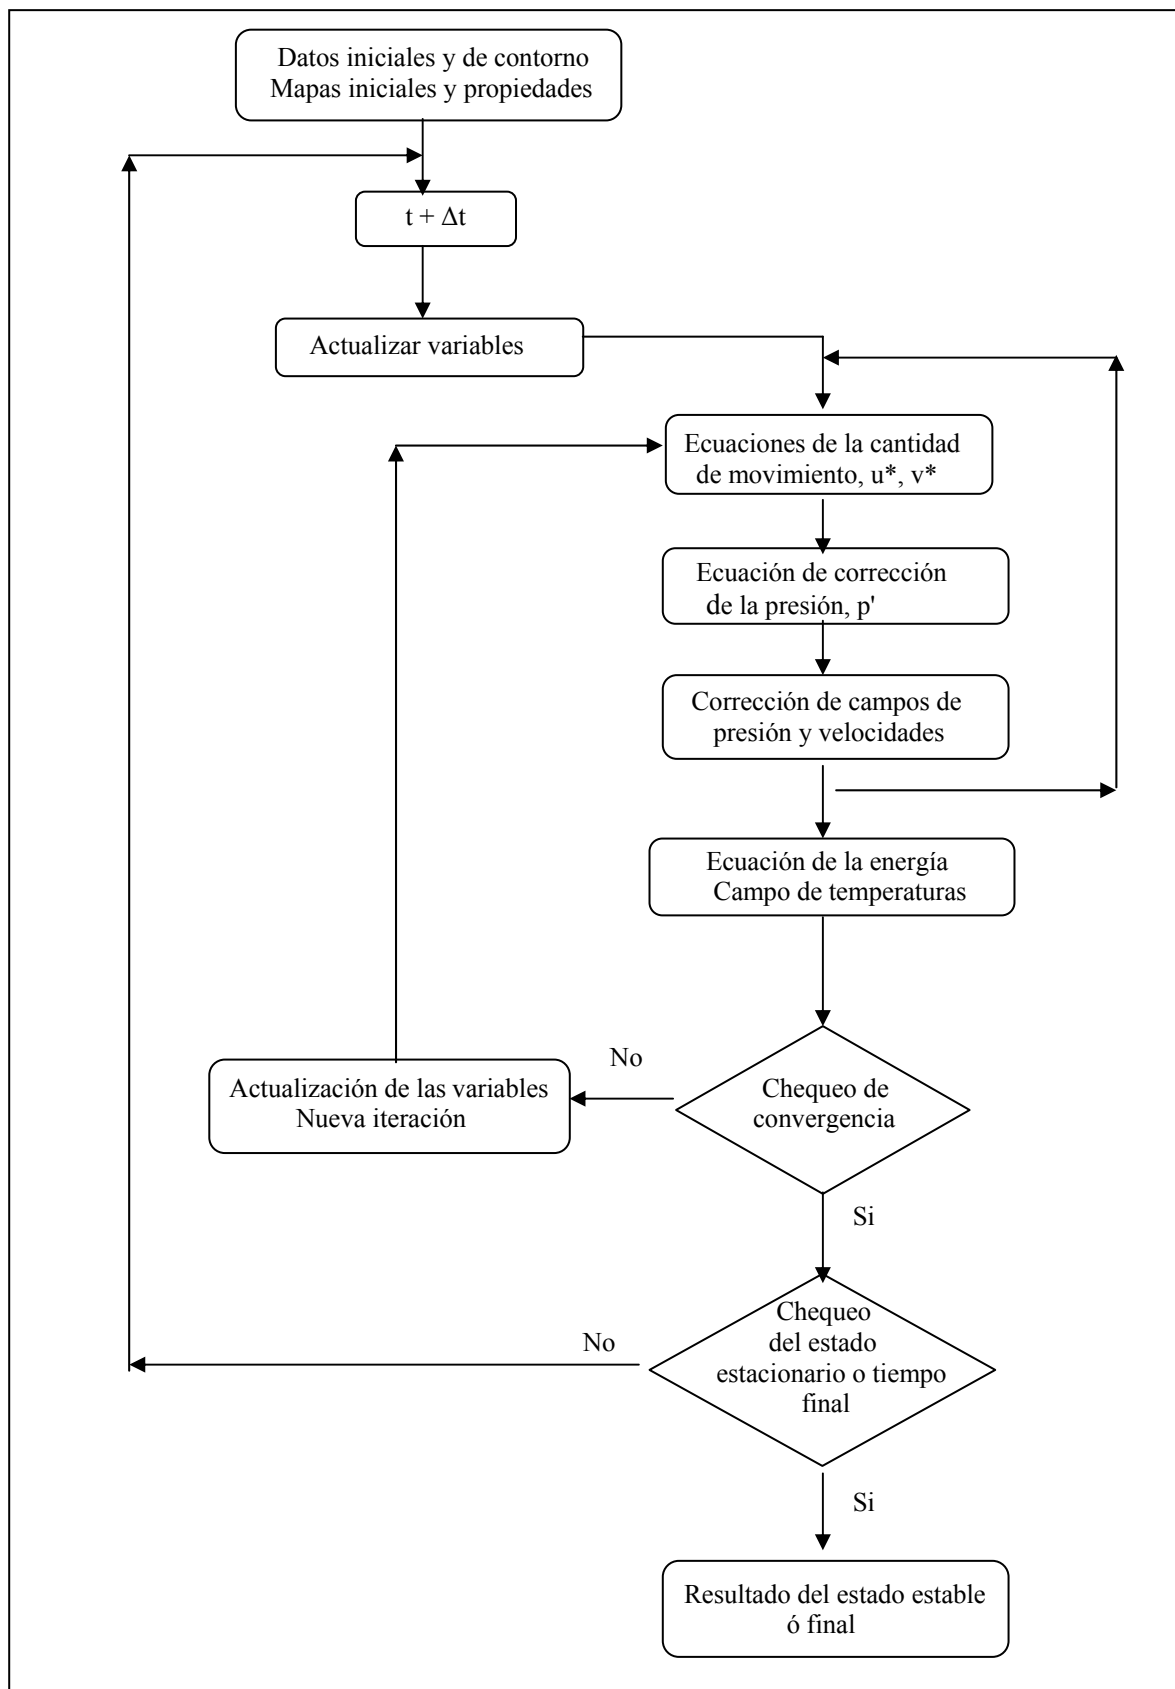 Datos iniciales y de contorno
Mapas iniciales y propiedades
t + Δt
Actualizar variables
Ecuaciones de la cantidad
de movimiento, u*, v*
Ecuación de corrección
de la presión, p'
Corrección de campos de
presión y velocidades
Ecuación de la energía
Campo de temperaturas
No
Chequeo de
convergencia
Actualización de las variables
Nueva iteración
Si
No
Chequeo
del estado
estacionario o tiempo
final
Si
Resultado del estado estable
ó final